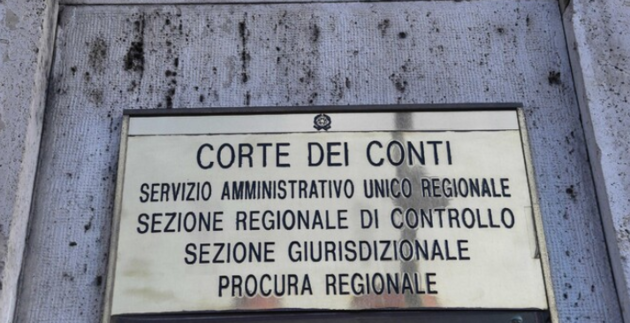 CORTE DEI CONTI
SERVIZIO AMMINISTRATIVO UNICO REGIONALE
SEZIONE REGIONALE DI CONTROLLO
SEZIONE GIURISDIZIONALE
PROCURA REGIONALE